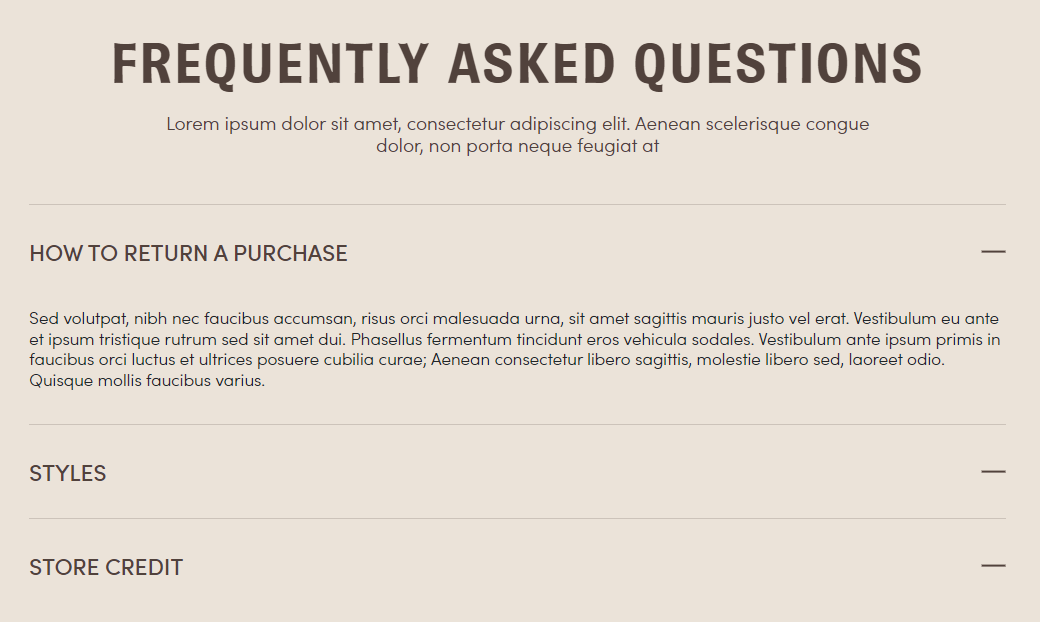 FREQUENTLY ASKED QUESTIONS
Lorem ipsum dolor sit amet, consectetur adipiscing elit. Aenean scelerisque congue
dolor, non porta neque feugiat at
HOW TO RETURN A PURCHASE
Sed volutpat, nibh nec faucibus accumsan, risus orci malesuada urna, sit amet sagittis mauris justo vel erat. Vestibulum eu ante
et ipsum tristique rutrum sed sit amet dui. Phasellus fermentum tincidunt eros vehicula sodales. Vestibulum ante ipsum primis in
faucibus orci luctus et ultrices posuere cubilia curae; Aenean consectetur libero sagittis, molestie libero sed, laoreet odio.
Quisque mollis faucibus varius.
STYLES
STORE CREDIT